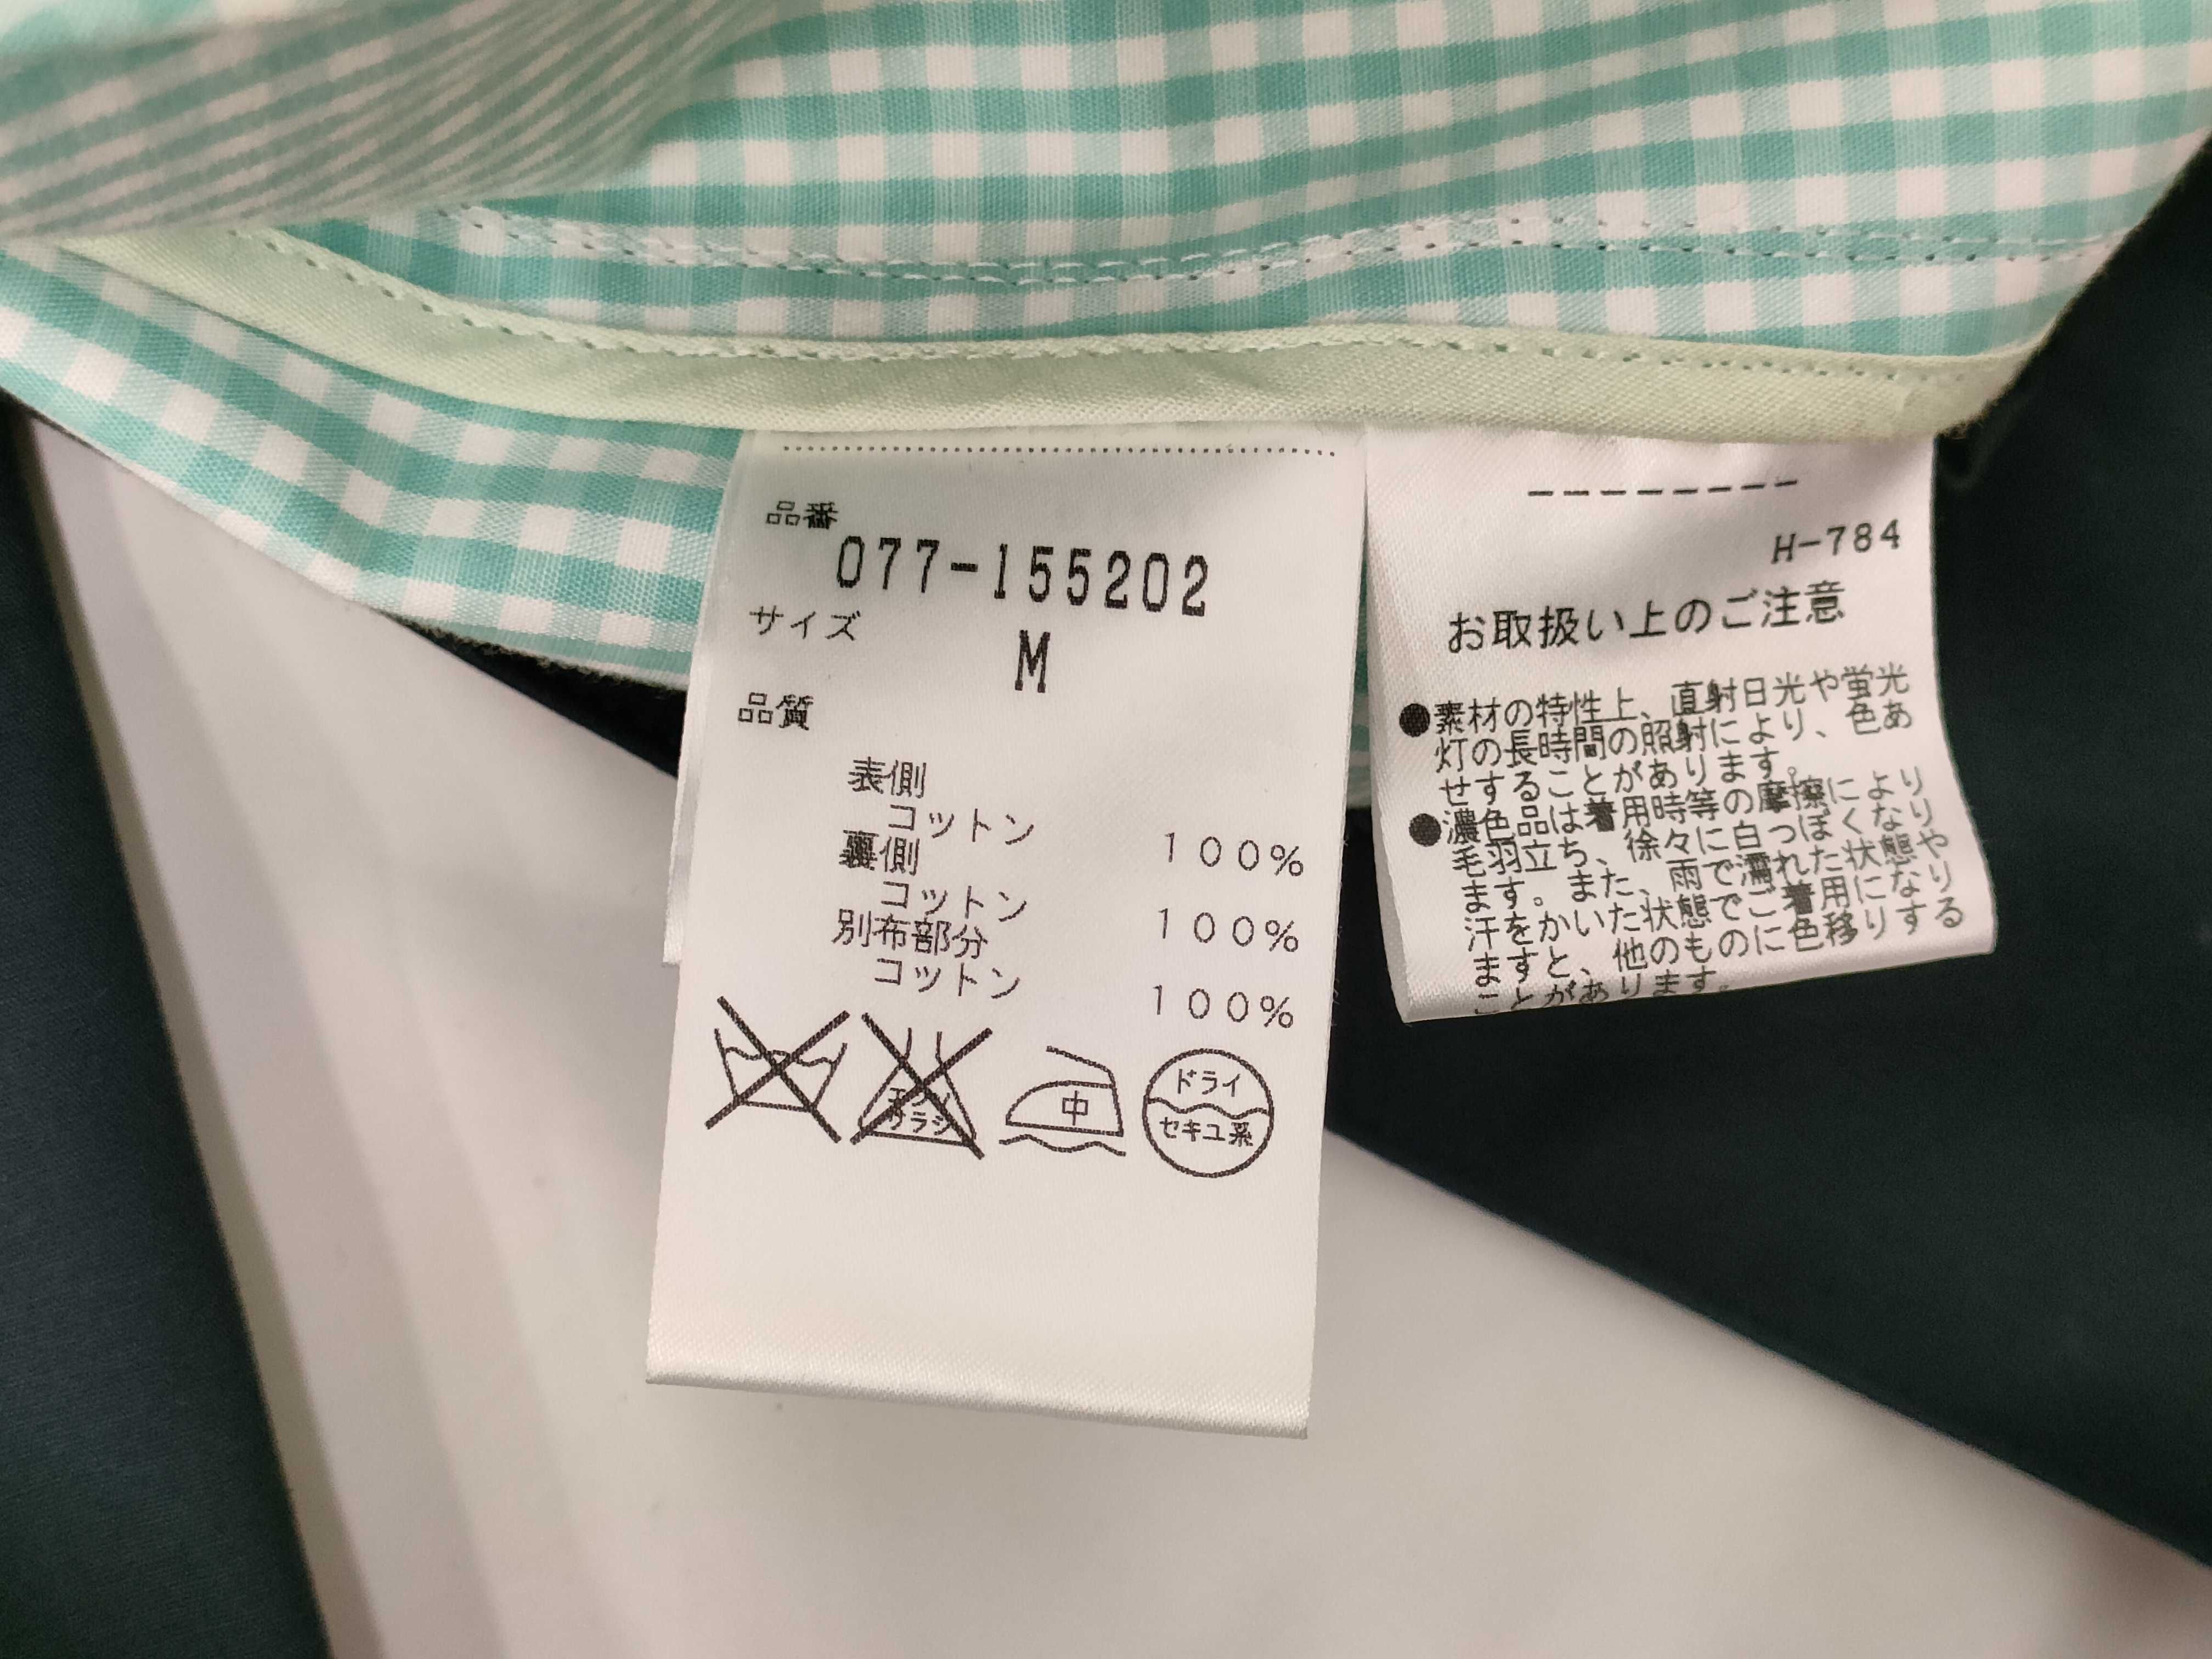 品番
077-155202
サイズ
M
品質
表側
コットン 100%
裏側
コットン 100%
別布部分
コットン 100%
エンソ
サラシ
中
ドライ
セキユ系
--------
H-784
お取扱い上のご注意
●素材の特性上、直射日光や蛍光
灯の長時間の照射により、色あ
せすることがあります。
●濃色品は着用時等の摩擦により
毛羽立ち、徐々に白っぽくなり
ます。また、雨で濡れた状態や
汗をかいた状態でご着用になり
ますと、他のものに色移りする
ことがあります。